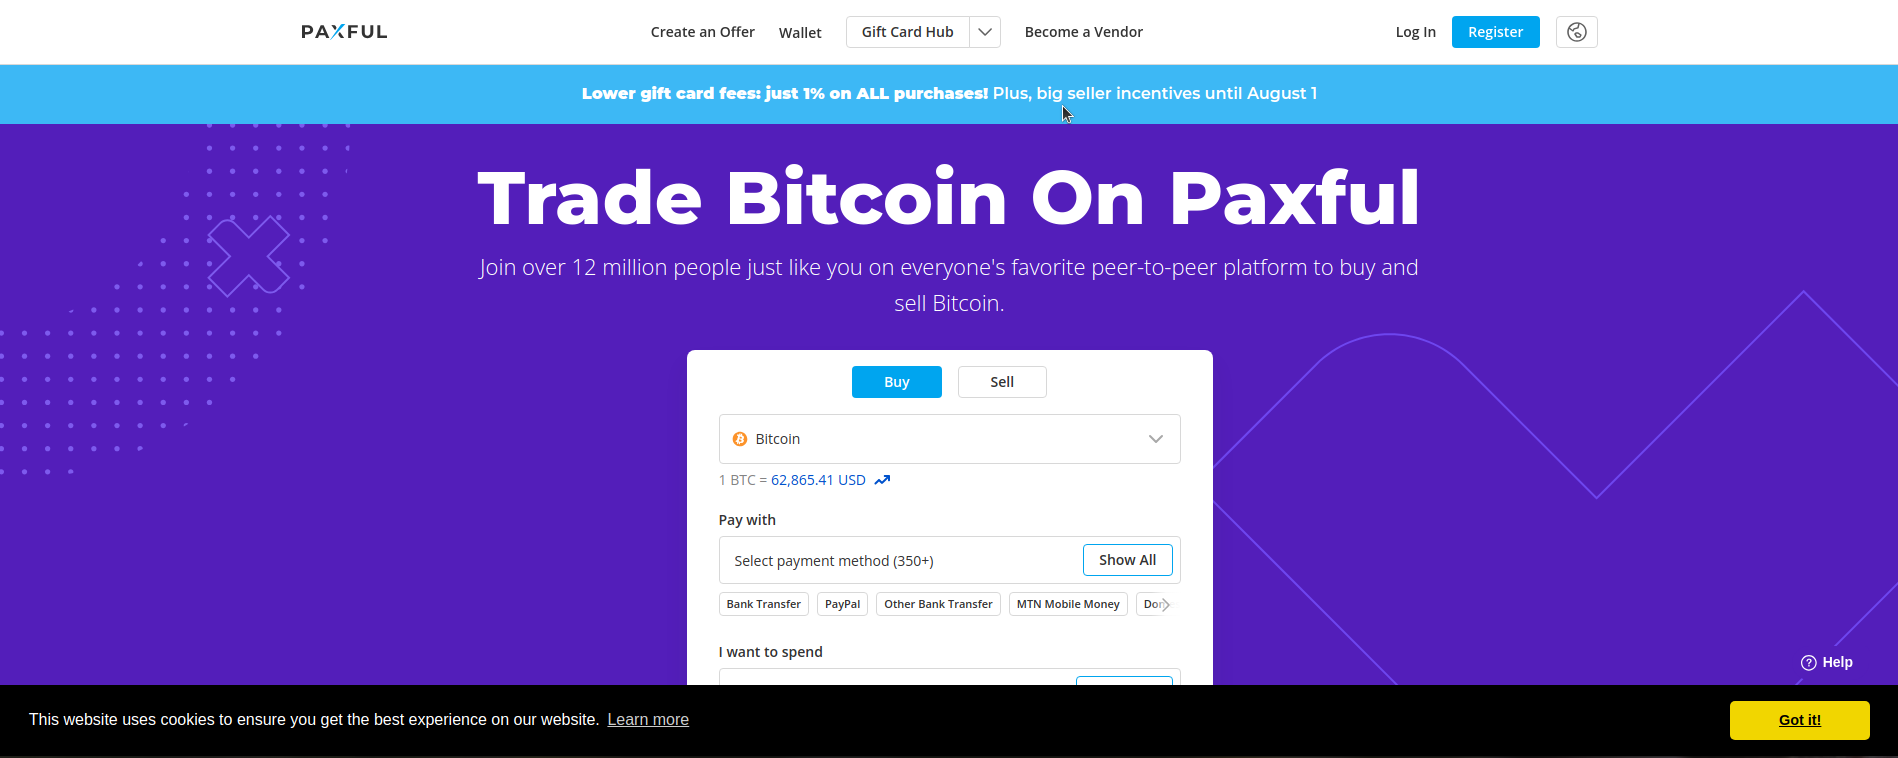 PAXFUL
Create an Offer
Wallet
Gift Card Hub
Become a Vendor
Log In
Register
Lower gift card fees: just 1% on ALL purchases! Plus, big seller incentives until August 1
Trade Bitcoin On Paxful
Join over 12 million people just like you on everyone's favorite peer-to-peer platform to buy and
sell Bitcoin.
Buy
Sell
Bitcoin
1 BTC = 62,865.41 USD
Pay with
Select payment method (350+)
Show All
Bank Transfer
PayPal
Other Bank Transfer
MTN Mobile Money
I want to spend
Help
This website uses cookies to ensure you get the best experience on our website. Learn more
Got it!